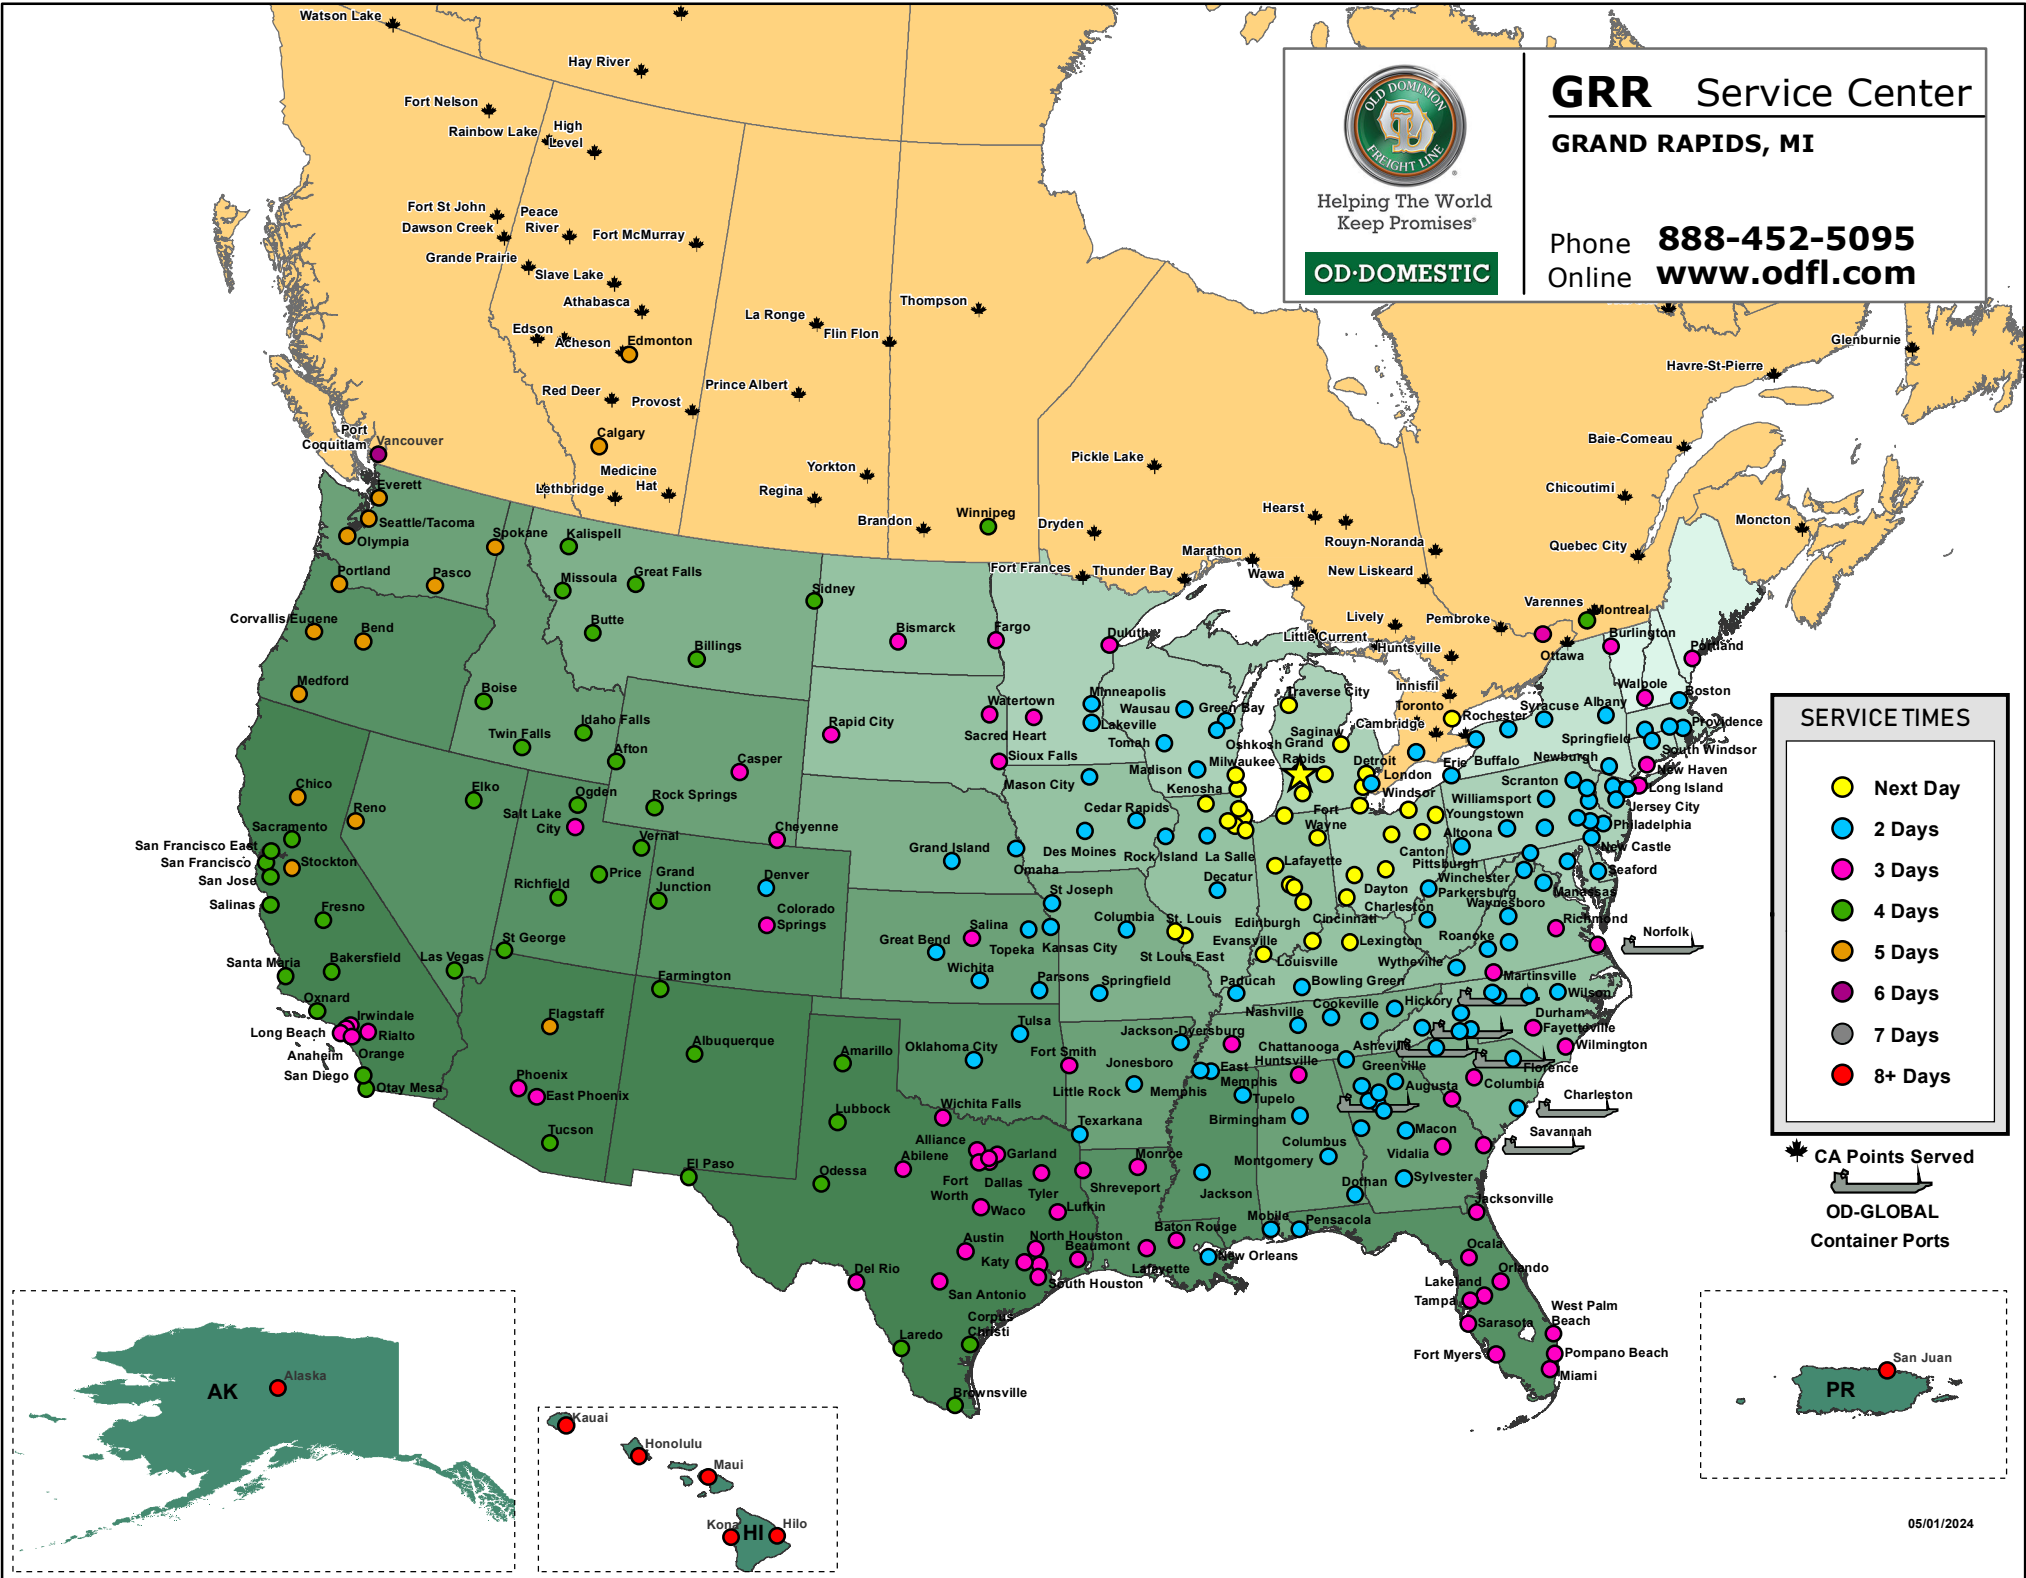 OLD DOMINION
FREIGHT LINE
Helping The World
Keep Promises®
OD·DOMESTIC
GRR Service Center
GRAND RAPIDS, MI
Phone 888-452-5095
Online www.odfl.com
Watson Lake
Hay River
Fort Nelson
Rainbow Lake
High
Level
Fort St John
Peace
River
Dawson Creek
Fort McMurray
Grande Prairie
Slave Lake
Athabasca
Thompson
La Ronge
Flin Flon
Edson
Acheson
Edmonton
Glenburnie
Havre-St-Pierre
Prince Albert
Red Deer
Provost
Port
Coquitlam
Vancouver
Calgary
Baie-Comeau
Pickle Lake
Yorkton
Medicine
Hat
Lethbridge
Regina
Everett
Chicoutimi
Hearst
Winnipeg
Brandon
Dryden
Moncton
Seattle/Tacoma
Olympia
Spokane
Kalispell
Rouyn-Noranda
Quebec City
Marathon
Fort Frances
Thunder Bay
Wawa
New Liskeard
Portland
Pasco
Missoula
Great Falls
Sidney
Varennes
Montreal
Corvallis/Eugene
Bend
Butte
Bismarck
Fargo
Duluth
Lively
Pembroke
Little Current
Huntsville
Ottawa
Burlington
Portland
Billings
Medford
Boise
Minneapolis
Wausau
Green Bay
Traverse City
Innisfil
Toronto
Walpole
Boston
Watertown
Lakeville
Rochester
Syracuse
Albany
Providence
Idaho Falls
Twin Falls
Rapid City
Sacred Heart
Tomah
Oshkosh
Saginaw
Grand
Rapids
Cambridge
Springfield
South Windsor
Afton
Casper
Sioux Falls
Madison
Milwaukee
Detroit
London
Erie
Buffalo
Newburgh
New Haven
Chico
Elko
Ogden
Rock Springs
Mason City
Kenosha
Windsor
Scranton
Long Island
Reno
Salt Lake
City
Cedar Rapids
Fort
Wayne
Williamsport
Youngstown
Jersey City
Philadelphia
Sacramento
San Francisco East
San Francisco
Stockton
San Jose
Vernal
Cheyenne
Grand Island
Omaha
Des Moines
Rock Island
La Salle
Lafayette
Canton
Altoona
Pittsburgh
New Castle
Seaford
Salinas
Richfield
Price
Grand
Junction
Denver
St Joseph
Decatur
Dayton
Winchester
Parkersburg
Manassas
Fresno
Colorado
Springs
Salina
Columbia
St. Louis
Edinburgh
Cincinnati
Charleston
Waynesboro
Richmond
Norfolk
St George
Great Bend
Topeka
Kansas City
St Louis East
Evansville
Louisville
Lexington
Roanoke
Wytheville
Santa Maria
Bakersfield
Las Vegas
Farmington
Wichita
Parsons
Springfield
Paducah
Bowling Green
Martinsville
Oxnard
Wilson
Irwindale
Long Beach
Rialto
Anaheim
Orange
Flagstaff
Cookeville
Hickory
Nashville
Durham
Fayetteville
San Diego
Otay Mesa
Albuquerque
Amarillo
Tulsa
Oklahoma City
Fort Smith
Jackson-Dyersburg
Jonesboro
Chattanooga
Asheville
Wilmington
Phoenix
East Phoenix
Little Rock
Memphis
East
Memphis
Huntsville
Tupelo
Greenville
Florence
Augusta
Columbia
Charleston
Tucson
Lubbock
Wichita Falls
Texarkana
Birmingham
Columbus
Macon
Savannah
El Paso
Odessa
Alliance
Abilene
Garland
Fort
Worth
Dallas
Tyler
Monroe
Shreveport
Montgomery
Vidalia
Sylvester
Waco
Lufkin
Jackson
Dothan
Jacksonville
Austin
North Houston
Katy
Beaumont
Baton Rouge
Mobile
Pensacola
Ocala
Del Rio
San Antonio
South Houston
Lafayette
New Orleans
Orlando
Lakeland
Tampa
Corpus
Christi
Laredo
Sarasota
West Palm
Beach
Fort Myers
Pompano Beach
Miami
Brownsville
SERVICE TIMES
Next Day
2 Days
3 Days
4 Days
5 Days
6 Days
7 Days
8+ Days
CA Points Served
OD-GLOBAL
Container Ports
AK
Alaska
Kauai
Honolulu
Maui
Kona
HI
Hilo
San Juan
PR
05/01/2024